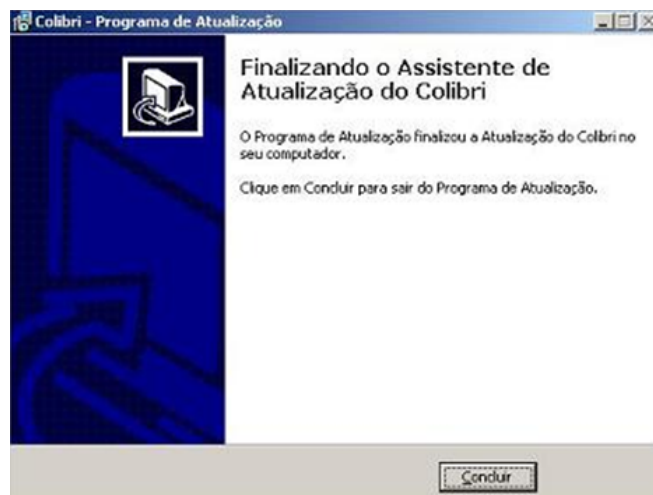 Colibri - Programa de Atualização
Finalizando o Assistente de
Atualização do Colibri
O Programa de Atualização finalizou a Atualização do Colibri no
seu computador.
Clique em Concluir para sair do Programa de Atualização.
Concluir